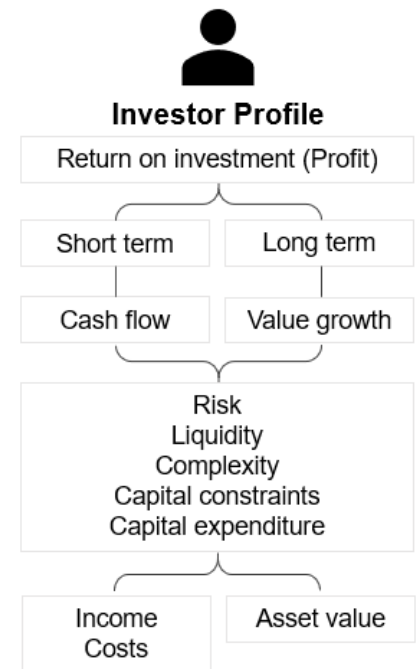 Investor Profile
Return on investment (Profit)
Short term
Long term
Cash flow
Value growth
Risk
Liquidity
Complexity
Capital constraints
Capital expenditure
Income
Costs
Asset value